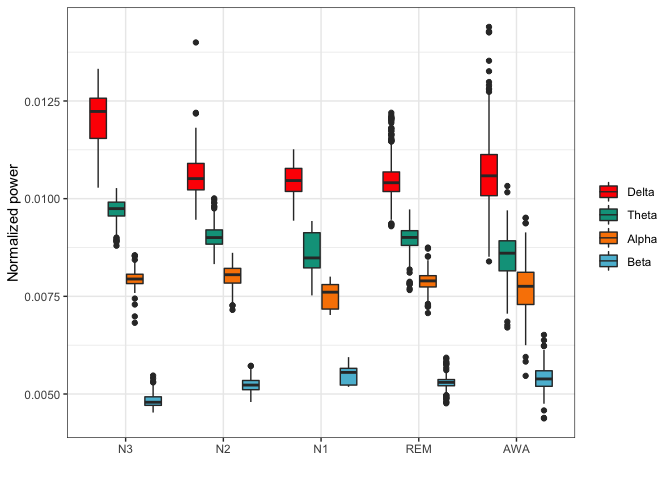 Normalized power
0.0125
0.0100
0.0075
0.0050
N3 N2 N1 REM AWA
Delta
Theta
Alpha
Beta